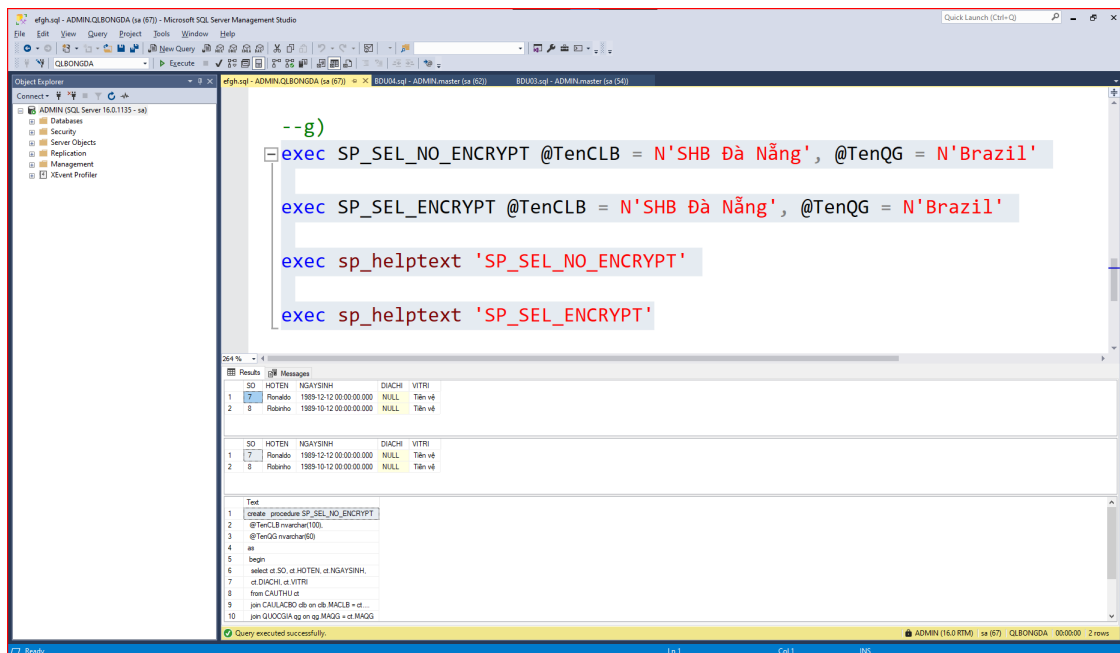 efgh.sql - ADMIN.QLBONGDA (sa (67)) - Microsoft SQL Server Management Studio
Quick Launch (Ctrl+Q)
File Edit View Query Project Tools Window Help
New Query
QLBONGDA
Execute
Object Explorer
efgh.sql - ADMIN.QLBONGDA (sa (67))
BDU04.sql - ADMIN.master (sa (62))
BDU03.sql - ADMIN.master (sa (54))
Connect
ADMIN (SQL Server 16.0.1135 - sa)
Databases
Security
Server Objects
Replication
Management
XEvent Profiler
--g)
exec SP_SEL_NO_ENCRYPT @TenCLB = N'SHB Đà Nẵng', @TenQG = N'Brazil'
exec SP_SEL_ENCRYPT @TenCLB = N'SHB Đà Nẵng', @TenQG = N'Brazil'
exec sp_helptext 'SP_SEL_NO_ENCRYPT'
exec sp_helptext 'SP_SEL_ENCRYPT'
264 %
Results Messages
SO HOTEN NGAYSINH DIACHI VITRI
1 7 Ronaldo 1989-12-12 00:00:00.000 NULL Tiền vệ
2 8 Robinho 1989-10-12 00:00:00.000 NULL Tiền vệ
SO HOTEN NGAYSINH DIACHI VITRI
1 7 Ronaldo 1989-12-12 00:00:00.000 NULL Tiền vệ
2 8 Robinho 1989-10-12 00:00:00.000 NULL Tiền vệ
Text
1 create procedure SP_SEL_NO_ENCRYPT
2 @TenCLB nvarchar(100),
3 @TenQG nvarchar(60)
4 as
5 begin
6 select ct.SO, ct.HOTEN, ct.NGAYSINH,
7 ct.DIACHI, ct.VITRI
8 from CAUTHU ct
9 join CAULACBO clb on clb.MACLB = ct....
10 join QUOCGIA qg on qg.MAQG = ct.MAQG
Query executed successfully.
ADMIN (16.0 RTM) sa (67) QLBONGDA 00:00:00 2 rows
Ready
Ln 1
Col 1
INS